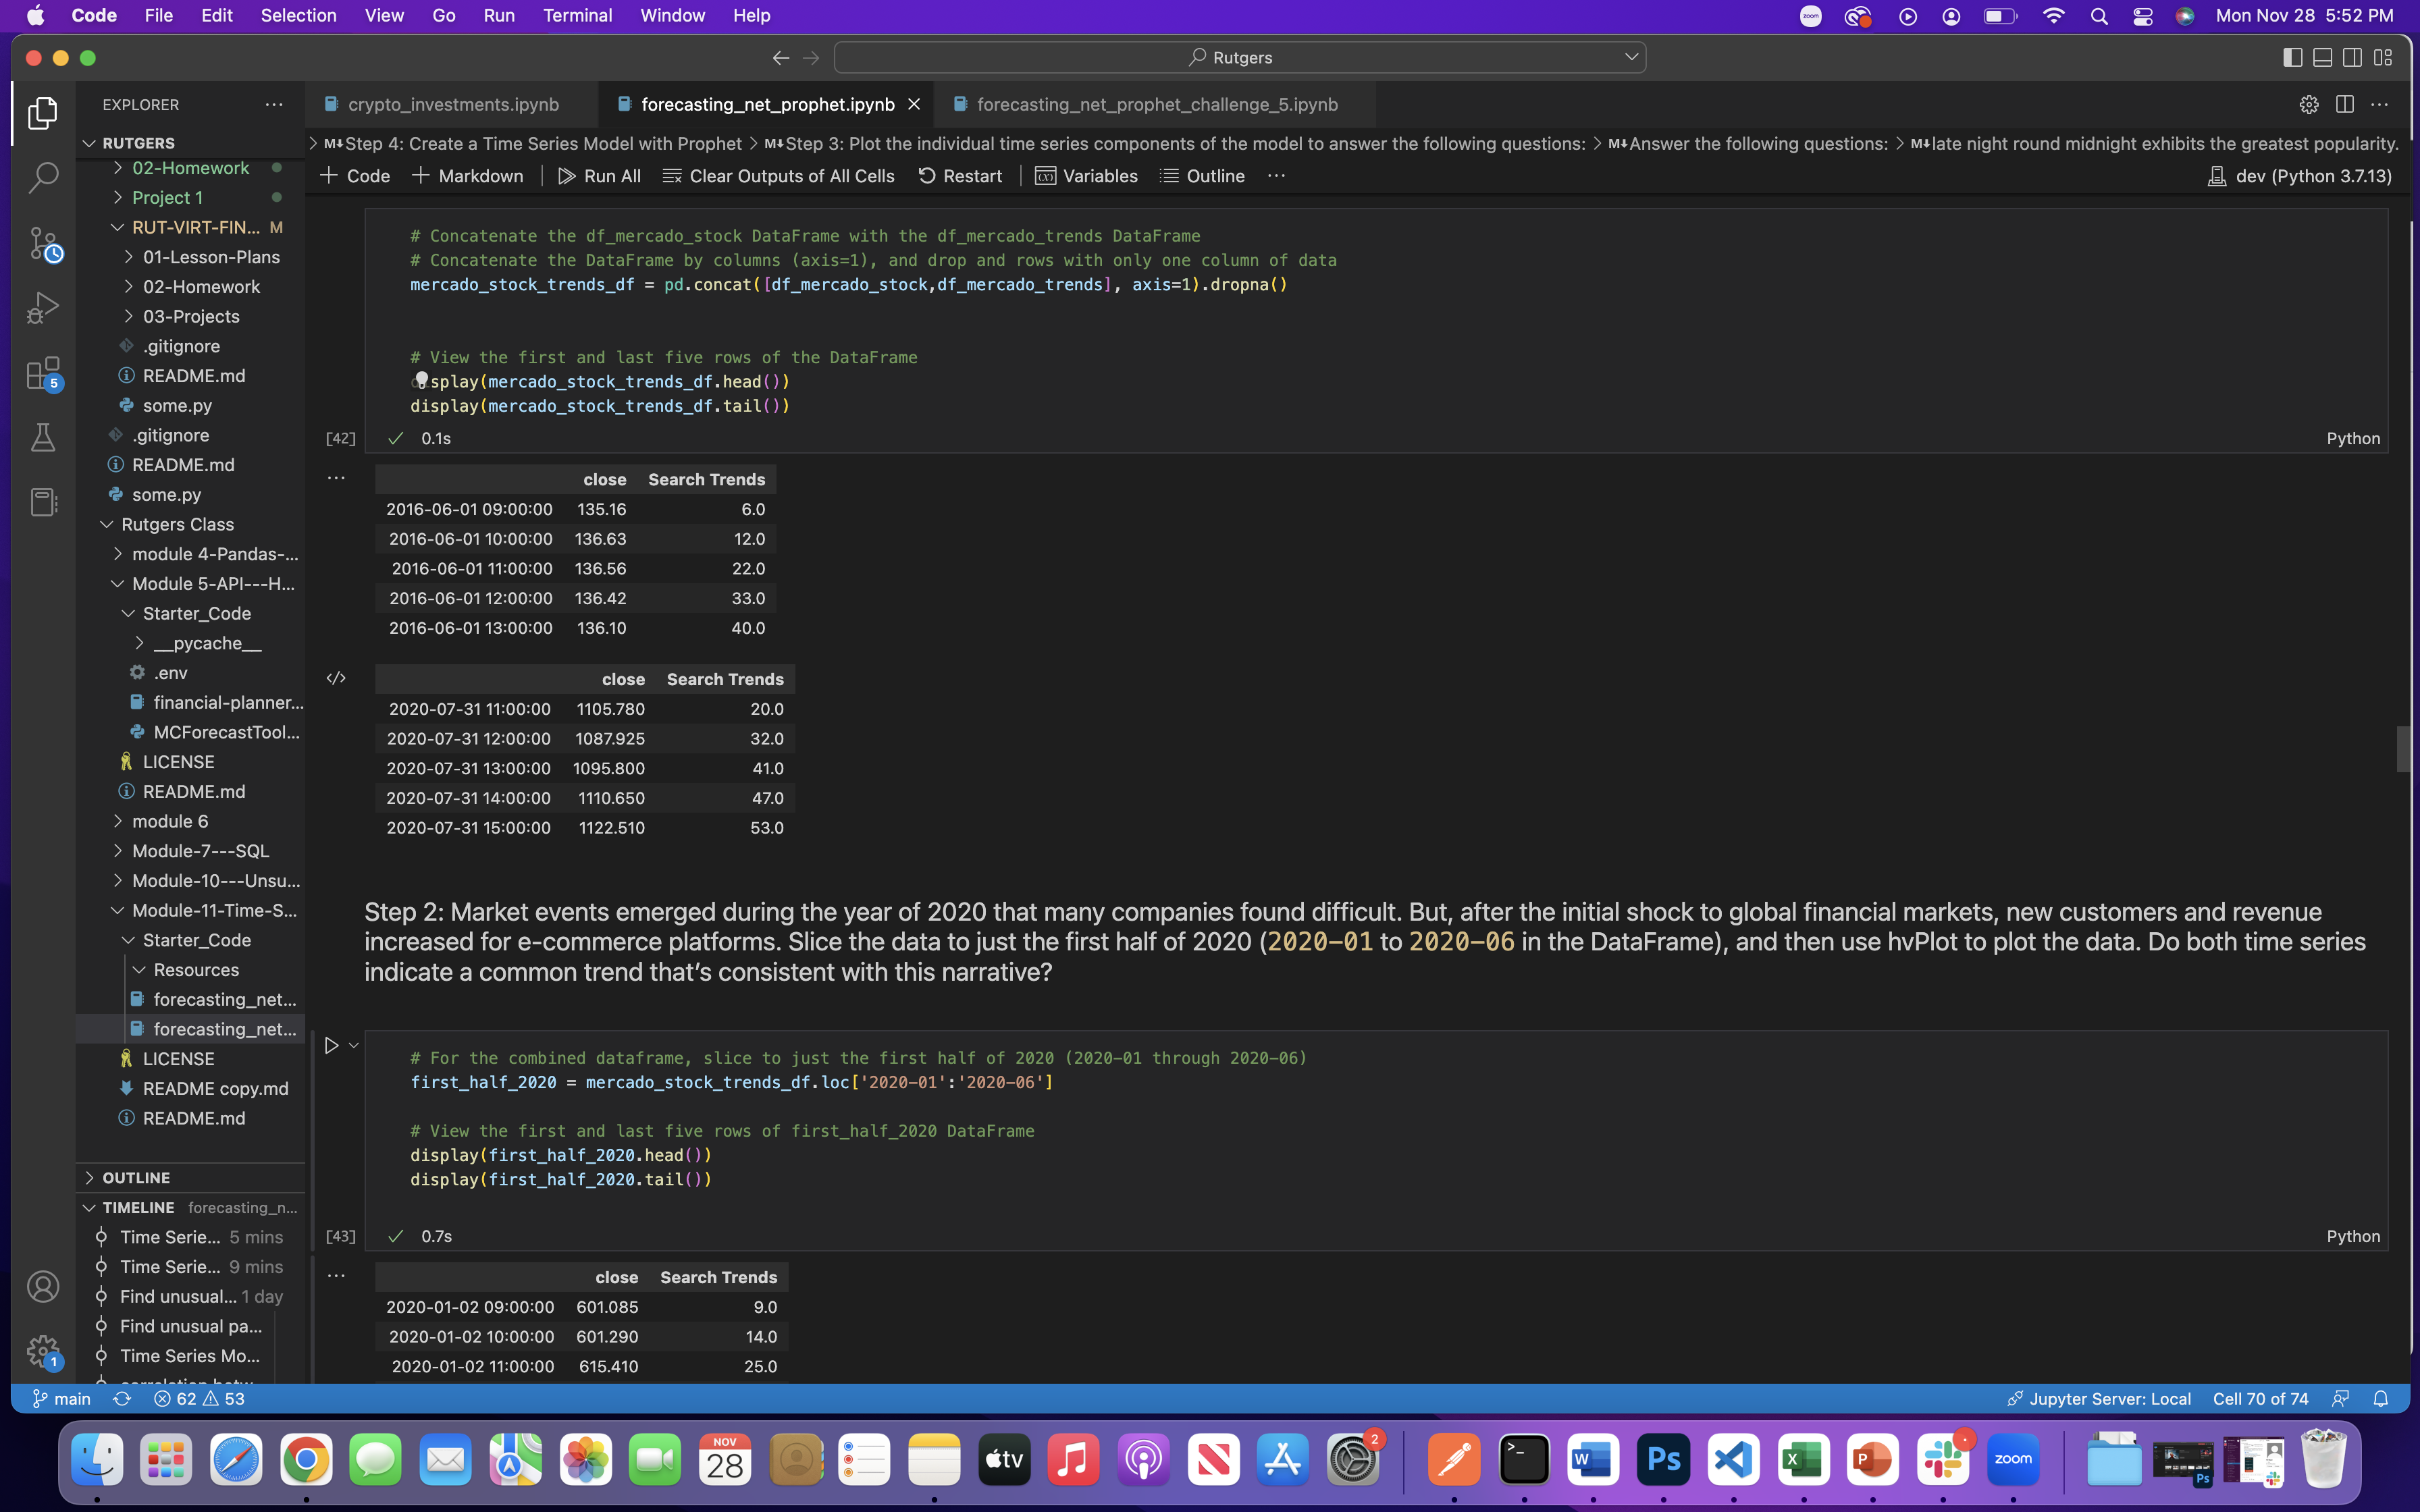 Code File Edit Selection View Go Run Terminal Window Help
zoom
Mon Nov 28 5:52 PM
Rutgers
EXPLORER
crypto_investments.ipynb
forecasting_net_prophet.ipynb
forecasting_net_prophet_challenge_5.ipynb
RUTGERS
Step 4: Create a Time Series Model with Prophet > Step 3: Plot the individual time series components of the model to answer the following questions: > Answer the following questions: > late night round midnight exhibits the greatest popularity.
+ Code + Markdown Run All Clear Outputs of All Cells Restart Variables Outline ...
dev (Python 3.7.13)
02-Homework
Project 1
RUT-VIRT-FIN... M
01-Lesson-Plans
02-Homework
03-Projects
.gitignore
README.md
some.py
.gitignore
README.md
some.py
Rutgers Class
module 4-Pandas-...
Module 5-API---H...
Starter_Code
__pycache__
.env
financial-planner...
MCForecastTool...
LICENSE
README.md
module 6
Module-7---SQL
Module-10---Unsu...
Module-11-Time-S...
Starter_Code
Resources
forecasting_net...
forecasting_net...
LICENSE
README copy.md
README.md
OUTLINE
TIMELINE forecasting_n...
Time Serie... 5 mins
Time Serie... 9 mins
Find unusual... 1 day
Find unusual pa...
Time Series Mo...
5
1
# Concatenate the df_mercado_stock DataFrame with the df_mercado_trends DataFrame
# Concatenate the DataFrame by columns (axis=1), and drop and rows with only one column of data
mercado_stock_trends_df = pd.concat([df_mercado_stock,df_mercado_trends], axis=1).dropna()
# View the first and last five rows of the DataFrame
splay(mercado_stock_trends_df.head())
display(mercado_stock_trends_df.tail())
[42] 0.1s Python
close Search Trends
2016-06-01 09:00:00 135.16 6.0
2016-06-01 10:00:00 136.63 12.0
2016-06-01 11:00:00 136.56 22.0
2016-06-01 12:00:00 136.42 33.0
2016-06-01 13:00:00 136.10 40.0
close Search Trends
2020-07-31 11:00:00 1105.780 20.0
2020-07-31 12:00:00 1087.925 32.0
2020-07-31 13:00:00 1095.800 41.0
2020-07-31 14:00:00 1110.650 47.0
2020-07-31 15:00:00 1122.510 53.0
Step 2: Market events emerged during the year of 2020 that many companies found difficult. But, after the initial shock to global financial markets, new customers and revenue
increased for e-commerce platforms. Slice the data to just the first half of 2020 (2020-01 to 2020-06 in the DataFrame), and then use hvPlot to plot the data. Do both time series
indicate a common trend that's consistent with this narrative?
# For the combined dataframe, slice to just the first half of 2020 (2020-01 through 2020-06)
first_half_2020 = mercado_stock_trends_df.loc['2020-01':'2020-06']
# View the first and last five rows of first_half_2020 DataFrame
display(first_half_2020.head())
display(first_half_2020.tail())
[43] 0.7s Python
close Search Trends
2020-01-02 09:00:00 601.085 9.0
2020-01-02 10:00:00 601.290 14.0
2020-01-02 11:00:00 615.410 25.0
main 62 53
Jupyter Server: Local Cell 70 of 74
NOV
28
tv
2
W
Ps
X
P
zoom
Ps